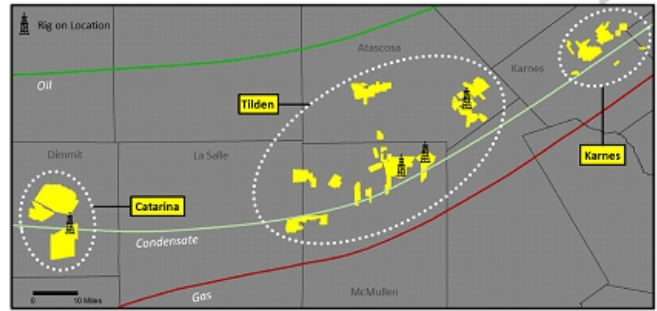 Rig on Location
Atascosa
Karnes
Oil
Tilden
Dimmit
La Salle
Karnes
Catarina
Condensate
McMullen
Gas
0 10 Miles